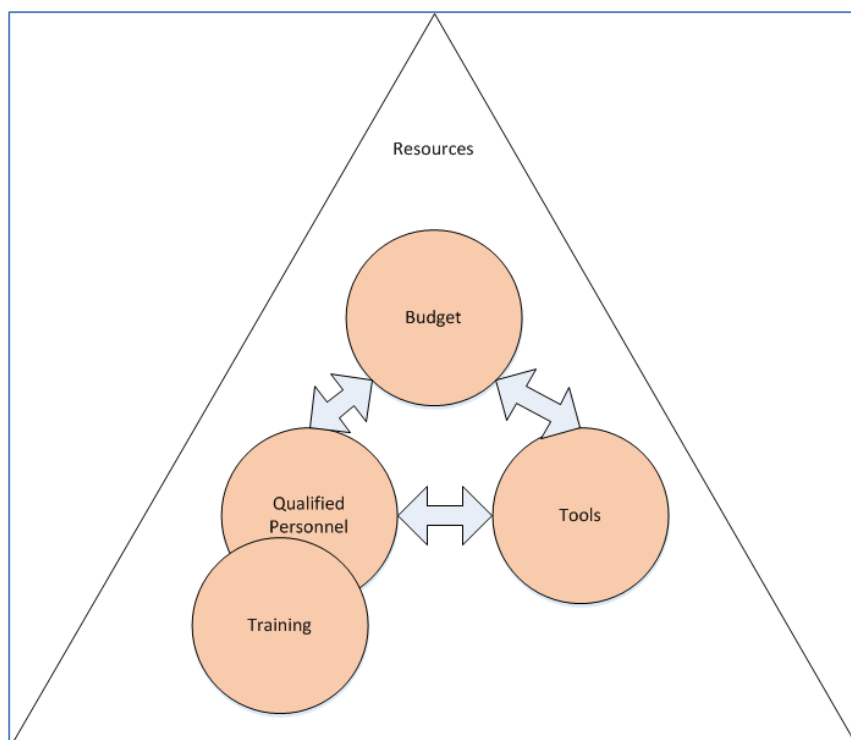 Resources
Budget
Qualified
Personnel
Tools
Training